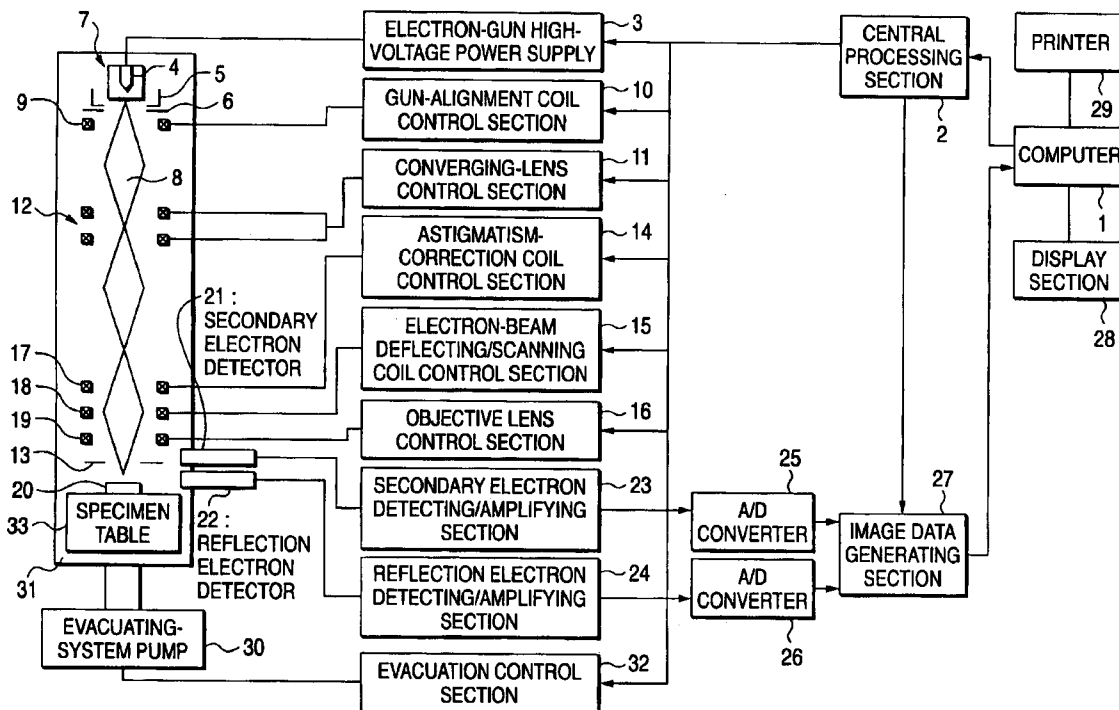 7
4
5
6
9
8
12
17
18
19
13
20
SPECIMEN
TABLE
33
31
EVACUATING-
SYSTEM PUMP
30
21 :
SECONDARY
ELECTRON
DETECTOR
22 :
REFLECTION
ELECTRON
DETECTOR
ELECTRON-GUN HIGH-
VOLTAGE POWER SUPPLY
3
GUN-ALIGNMENT COIL
CONTROL SECTION
10
CONVERGING-LENS
CONTROL SECTION
11
ASTIGMATISM-
CORRECTION COIL
CONTROL SECTION
14
ELECTRON-BEAM
DEFLECTING/SCANNING
COIL CONTROL SECTION
15
OBJECTIVE LENS
CONTROL SECTION
16
SECONDARY ELECTRON
DETECTING/AMPLIFYING
SECTION
23
REFLECTION ELECTRON
DETECTING/AMPLIFYING
SECTION
24
EVACUATION CONTROL
SECTION
32
A/D
CONVERTER
25
A/D
CONVERTER
26
IMAGE DATA
GENERATING
SECTION
27
CENTRAL
PROCESSING
SECTION
2
PRINTER
29
COMPUTER
1
DISPLAY
SECTION
28